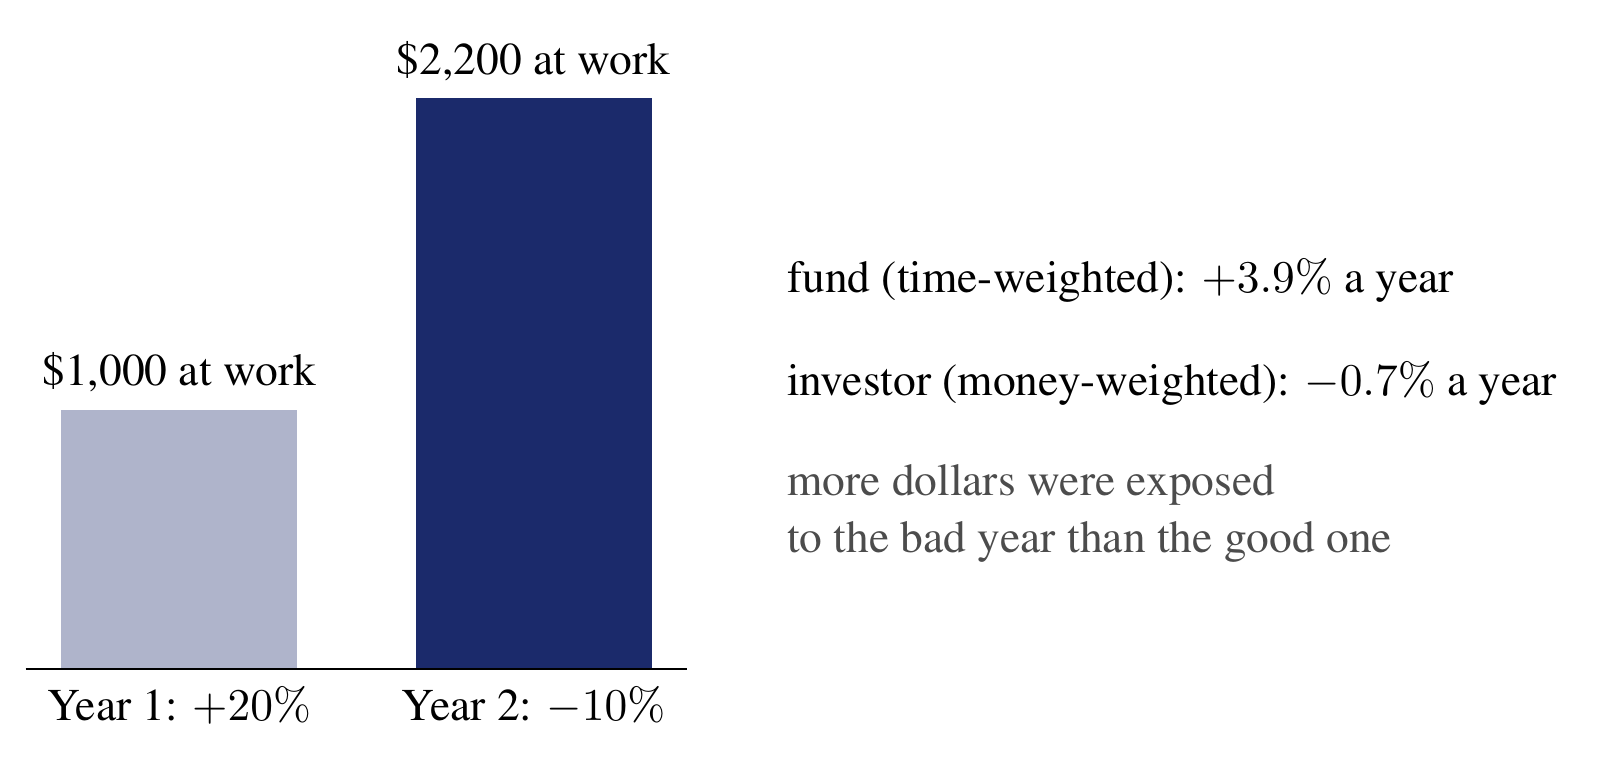 $2,200 at work
$1,000 at work
Year 1: +20%
Year 2: −10%
fund (time-weighted): +3.9% a year
investor (money-weighted): −0.7% a year
more dollars were exposed
to the bad year than the good one